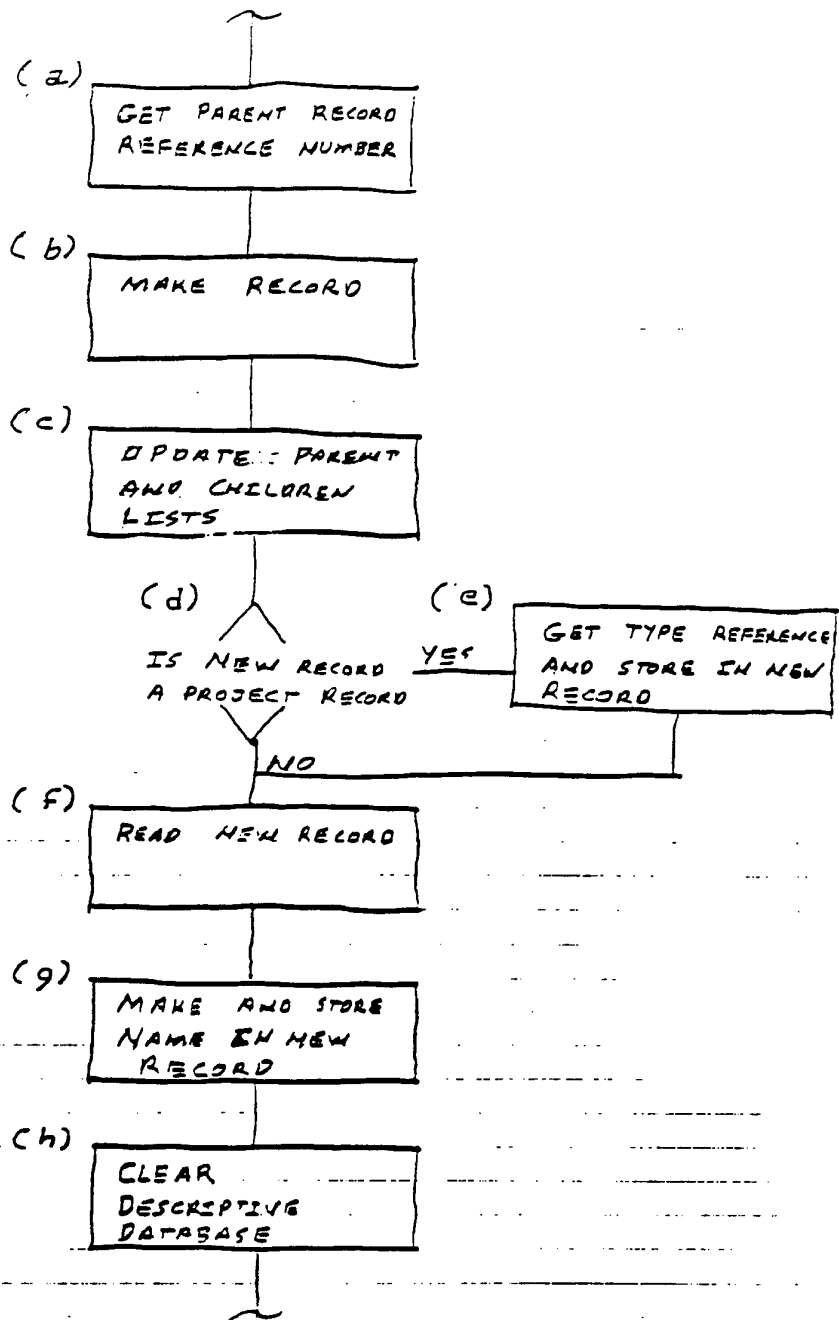 (a)
GET PARENT RECORD
REFERENCE NUMBER
(b)
MAKE RECORD
(c)
UPDATE PARENT
AND CHILDREN
LISTS
(d)
IS NEW RECORD
A PROJECT RECORD
YES
(e)
GET TYPE REFERENCE
AND STORE IN NEW
RECORD
NO
(f)
READ NEW RECORD
(g)
MAKE AND STORE
NAME IN NEW
RECORD
(h)
CLEAR
DESCRIPTIVE
DATABASE